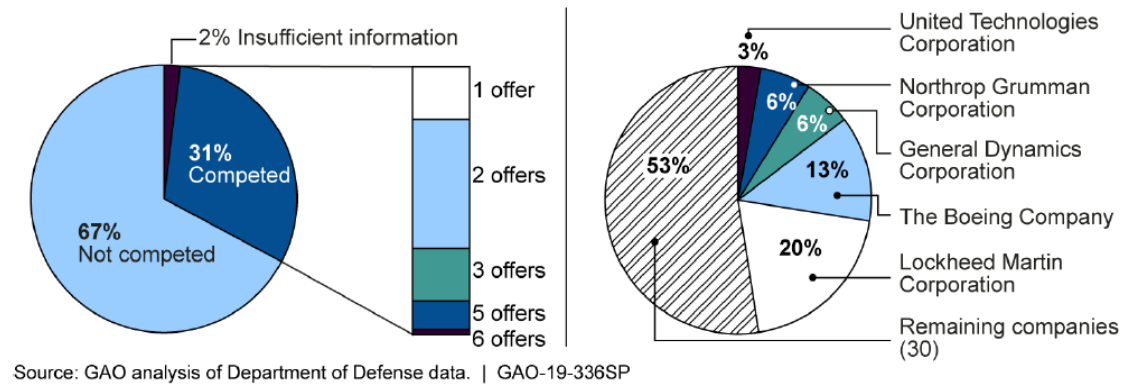 2% Insufficient information
31%
Competed
67%
Not competed
1 offer
2 offers
3 offers
5 offers
6 offers
3%
6%
6%
13%
20%
53%
United Technologies
Corporation
Northrop Grumman
Corporation
General Dynamics
Corporation
The Boeing Company
Lockheed Martin
Corporation
Remaining companies
(30)
Source: GAO analysis of Department of Defense data. | GAO-19-336SP